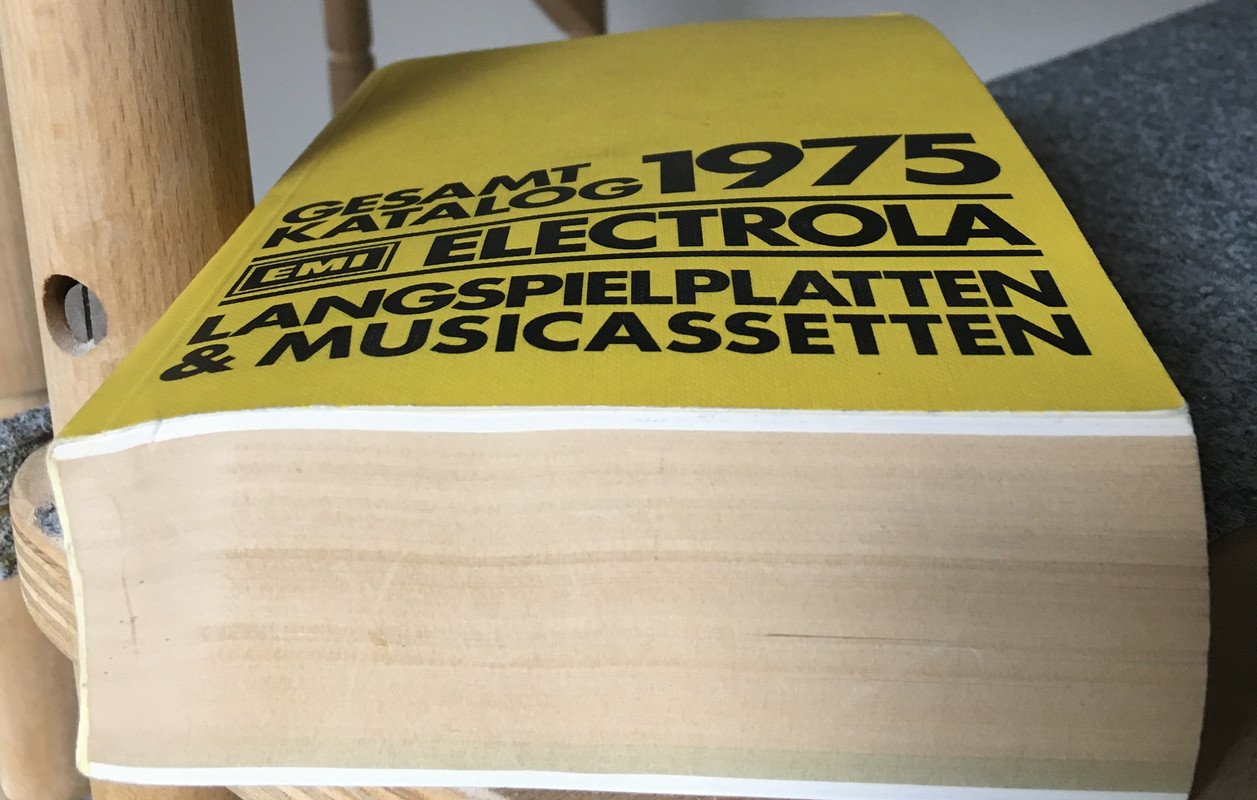 GESAMT
KATALOG 1975
EMI ELECTROLA
LANGSPIELPLATTEN
& MUSICASSETTEN